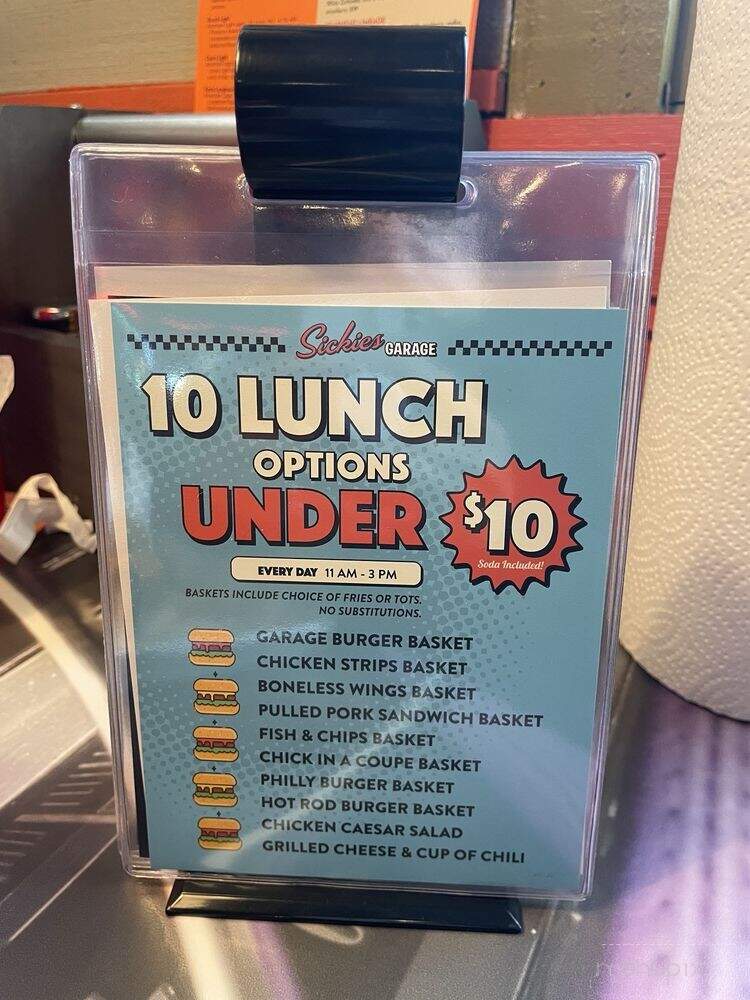 Sickies GARAGE
10 LUNCH
OPTIONS
UNDER
$10
Soda Included!
EVERY DAY 11 AM - 3 PM
BASKETS INCLUDE CHOICE OF FRIES OR TOTS.
NO SUBSTITUTIONS.
GARAGE BURGER BASKET
CHICKEN STRIPS BASKET
BONELESS WINGS BASKET
PULLED PORK SANDWICH BASKET
FISH & CHIPS BASKET
CHICK IN A COUPE BASKET
PHILLY BURGER BASKET
HOT ROD BURGER BASKET
CHICKEN CAESAR SALAD
GRILLED CHEESE & CUP OF CHILI